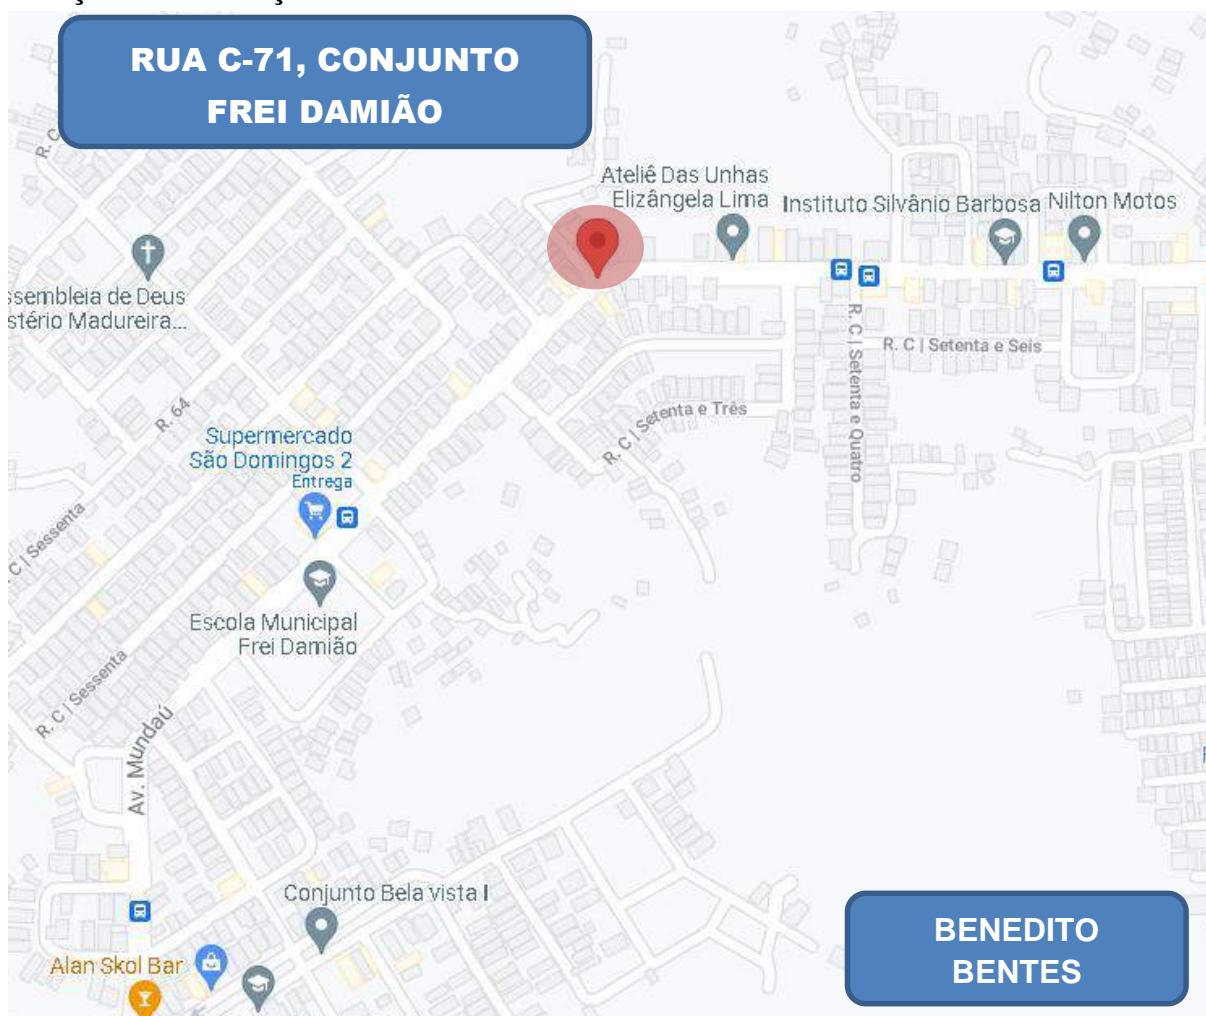 RUA C-71, CONJUNTO
FREI DAMIÃO
R. C
Ateliê Das Unhas
Elizângela Lima
Instituto Silvânio Barbosa
Nilton Motos
ssembleia de Deus
stério Madureira...
R. C | Setenta e Seis
R. C | Setenta e Quatro
R. C | Setenta e Três
R. 64
Supermercado
São Domingos 2
Entrega
C | Sessenta
Escola Municipal
Frei Damião
R. C | Sessenta
Av. Mundaú
Conjunto Bela vista I
Alan Skol Bar
BENEDITO
BENTES